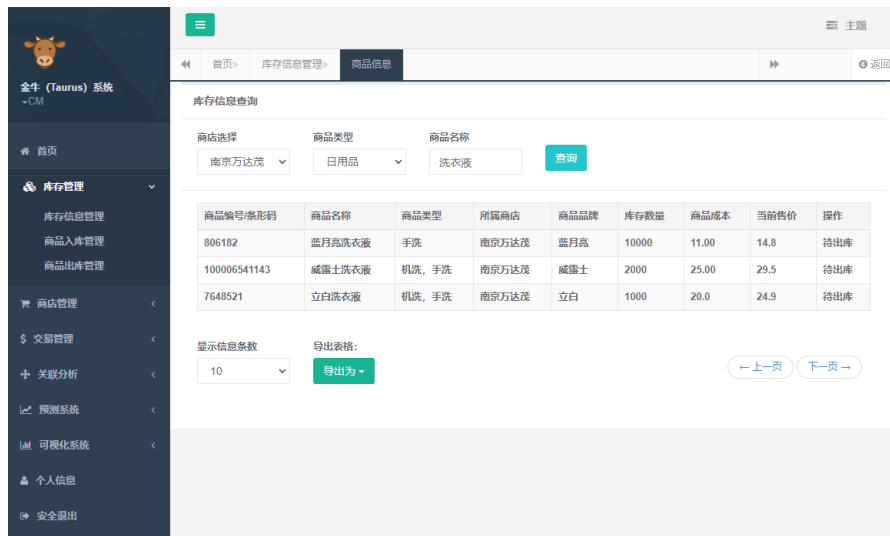 主题
首页»
库存信息管理»
商品信息
返回
金牛（Taurus）系统
CM
首页
库存管理
库存信息管理
商品入库管理
商品出库管理
商店管理
交易管理
关联分析
预测系统
可视化系统
个人信息
安全退出
库存信息查询
商店选择 商品类型 商品名称
南京万达茂 日用品 洗衣液 查询
商品编号/条形码 商品名称 商品类型 所属商店 商品品牌 库存数量 商品成本 当前售价 操作
806182 蓝月亮洗衣液 手洗 南京万达茂 蓝月亮 10000 11.00 14.8 待出库
100006541143 威露士洗衣液 机洗，手洗 南京万达茂 威露士 2000 25.00 29.5 待出库
7648521 立白洗衣液 机洗，手洗 南京万达茂 立白 1000 20.0 24.9 待出库
显示信息条数 导出表格：
10 导出为
←上一页 下一页→